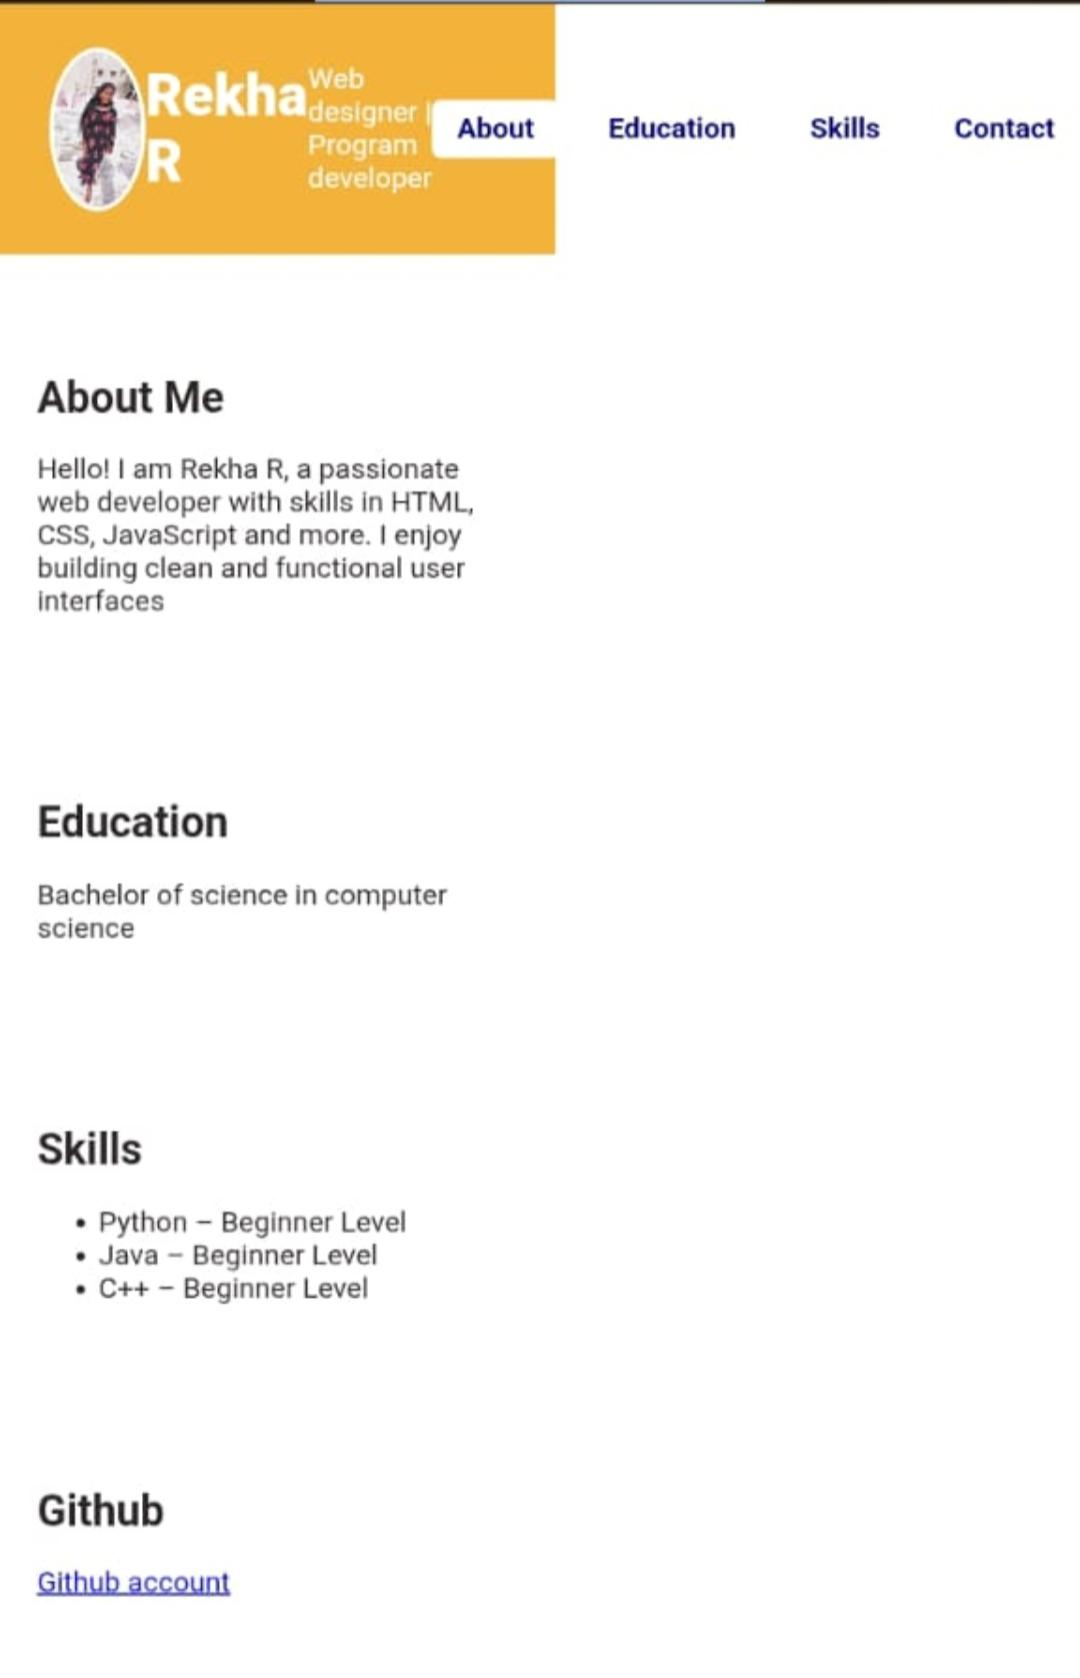 Rekha
R
Web
designer |
Program
developer
About
Education
Skills
Contact
About Me
Hello! I am Rekha R, a passionate
web developer with skills in HTML,
CSS, JavaScript and more. I enjoy
building clean and functional user
interfaces
Education
Bachelor of science in computer
science
Skills
• Python – Beginner Level
• Java – Beginner Level
• C++ – Beginner Level
Github
Github account